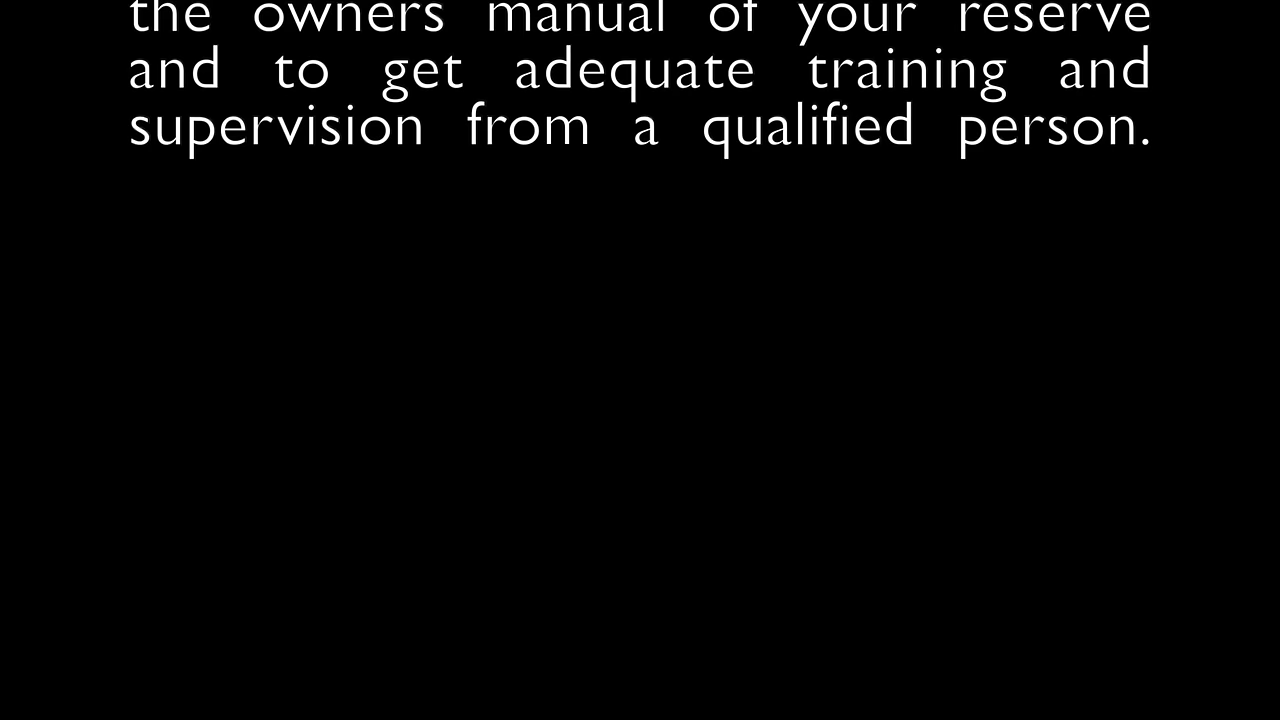 the owners manual of your reserve
and to get adequate training and
supervision from a qualified person.